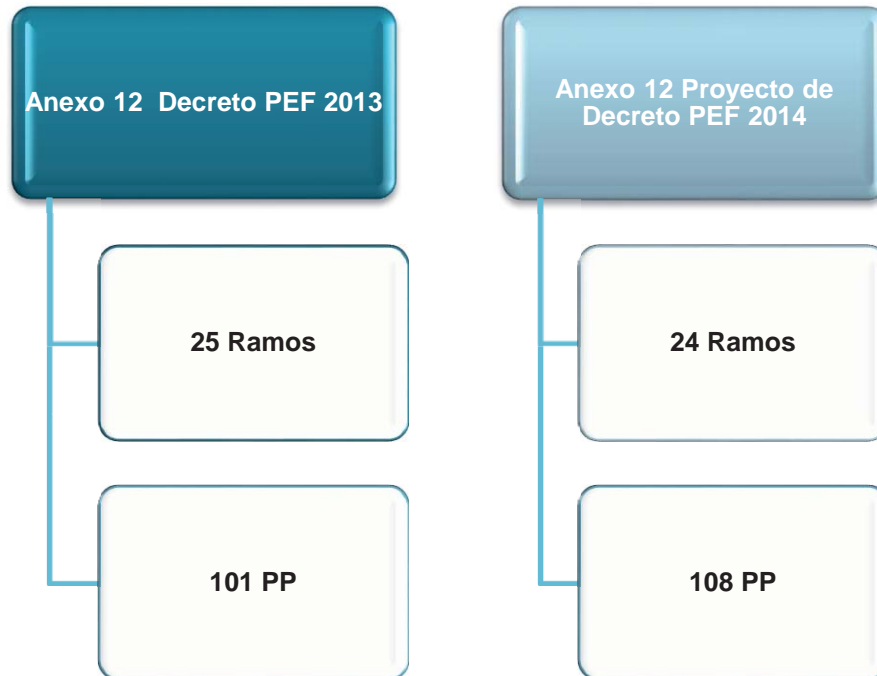 Anexo 12 Decreto PEF 2013
25 Ramos
101 PP
Anexo 12 Proyecto de
Decreto PEF 2014
24 Ramos
108 PP